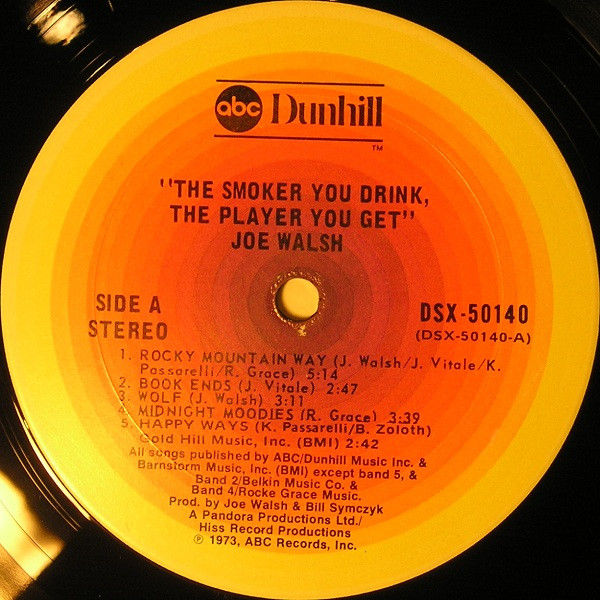 abc Dunhill
TM
"THE SMOKER YOU DRINK,
THE PLAYER YOU GET"
JOE WALSH
SIDE A
STEREO
DSX-50140
(DSX-50140-A)
1. ROCKY MOUNTAIN WAY (J. Walsh/J. Vitale/K.
Passarelli/R. Grace) 5:14
2. BOOK ENDS (J. Vitale) 2:47
3. WOLF (J. Walsh) 3:11
4. MIDNIGHT MOODIES (R. Grace) 3:39
5. HAPPY WAYS (K. Passarelli/B. Zoloth)
Gold Hill Music, Inc. (BMI) 2:42
All songs published by ABC/Dunhill Music Inc. &
Barnstorm Music, Inc. (BMI) except band 5, &
Band 2/Belkin Music Co. &
Band 4/Rocke Grace Music.
Prod. by Joe Walsh & Bill Symczyk
A Pandora Productions Ltd./
Hiss Record Productions
℗ 1973, ABC Records, Inc.